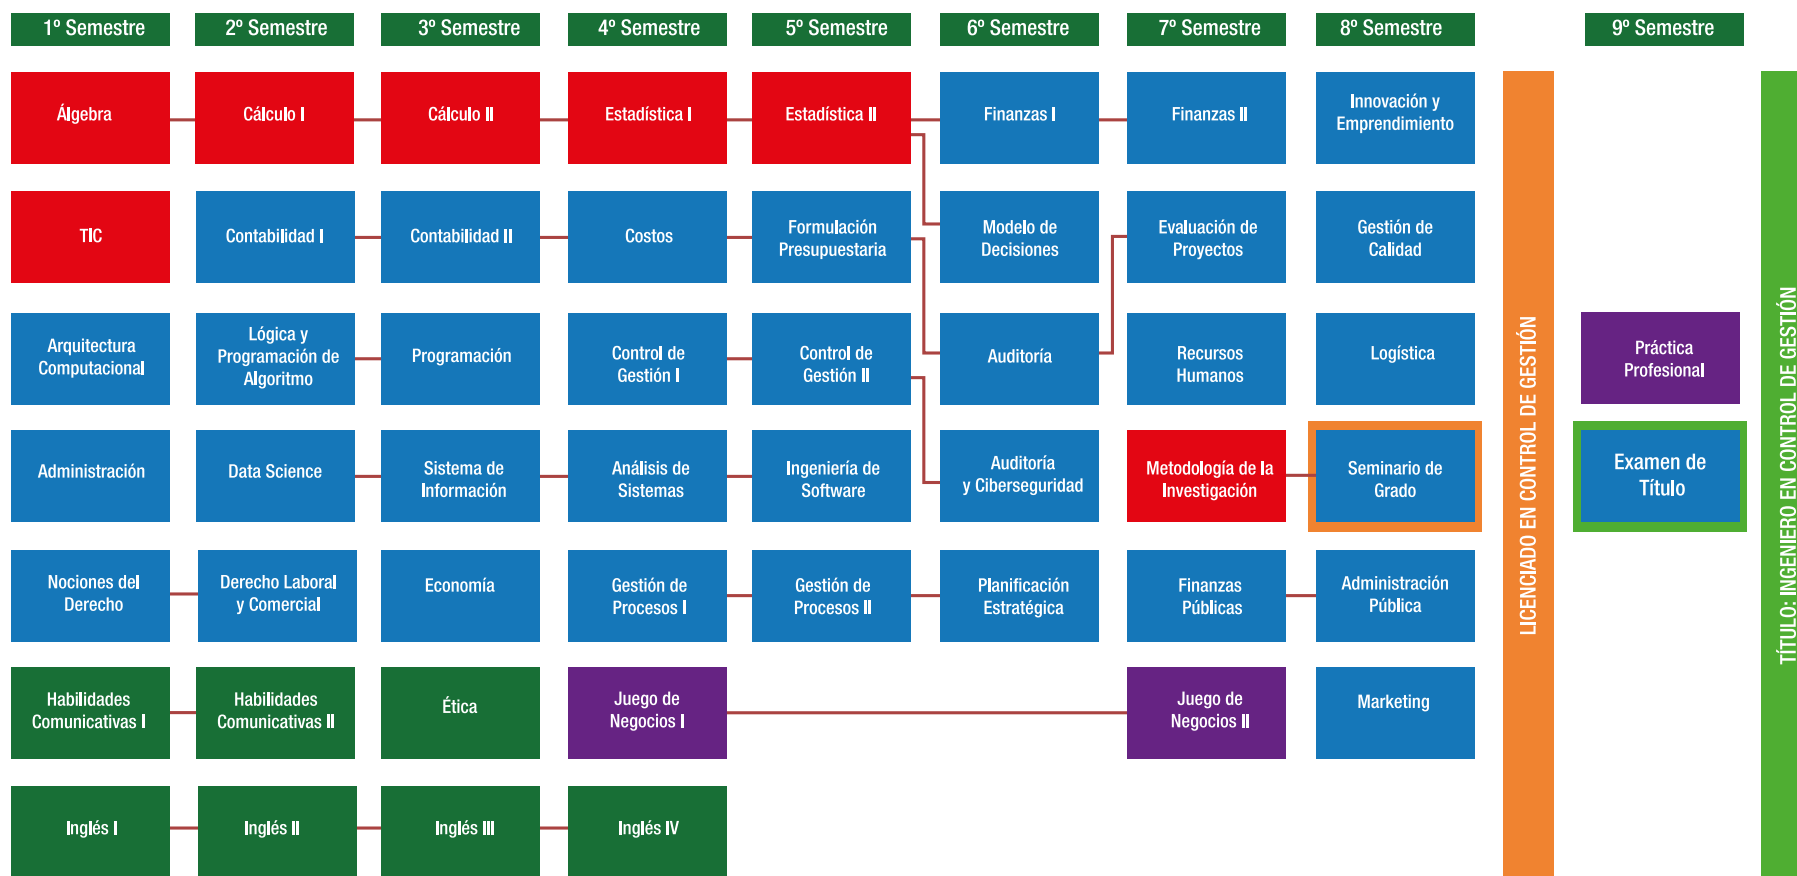 1º Semestre
2º Semestre
3º Semestre
4º Semestre
5º Semestre
6º Semestre
7º Semestre
8º Semestre
9º Semestre
Álgebra
Cálculo I
Cálculo II
Estadística I
Estadística II
Finanzas I
Finanzas II
Innovación y
Emprendimiento
TIC
Contabilidad I
Contabilidad II
Costos
Formulación
Presupuestaria
Modelo de
Decisiones
Evaluación de
Proyectos
Gestión de
Calidad
Arquitectura
Computacional
Lógica y
Programación de
Algoritmo
Programación
Control de
Gestión I
Control de
Gestión II
Auditoría
Recursos
Humanos
Logística
Práctica
Profesional
Administración
Data Science
Sistema de
Información
Análisis de
Sistemas
Ingeniería de
Software
Auditoría
y Ciberseguridad
Metodología de la
Investigación
Seminario de
Grado
Examen de
Título
Nociones del
Derecho
Derecho Laboral
y Comercial
Economía
Gestión de
Procesos I
Gestión de
Procesos II
Planificación
Estratégica
Finanzas
Públicas
Administración
Pública
Habilidades
Comunicativas I
Habilidades
Comunicativas II
Ética
Juego de
Negocios I
Juego de
Negocios II
Marketing
Inglés I
Inglés II
Inglés III
Inglés IV
LICENCIADO EN CONTROL DE GESTIÓN
TÍTULO: INGENIERO EN CONTROL DE GESTIÓN